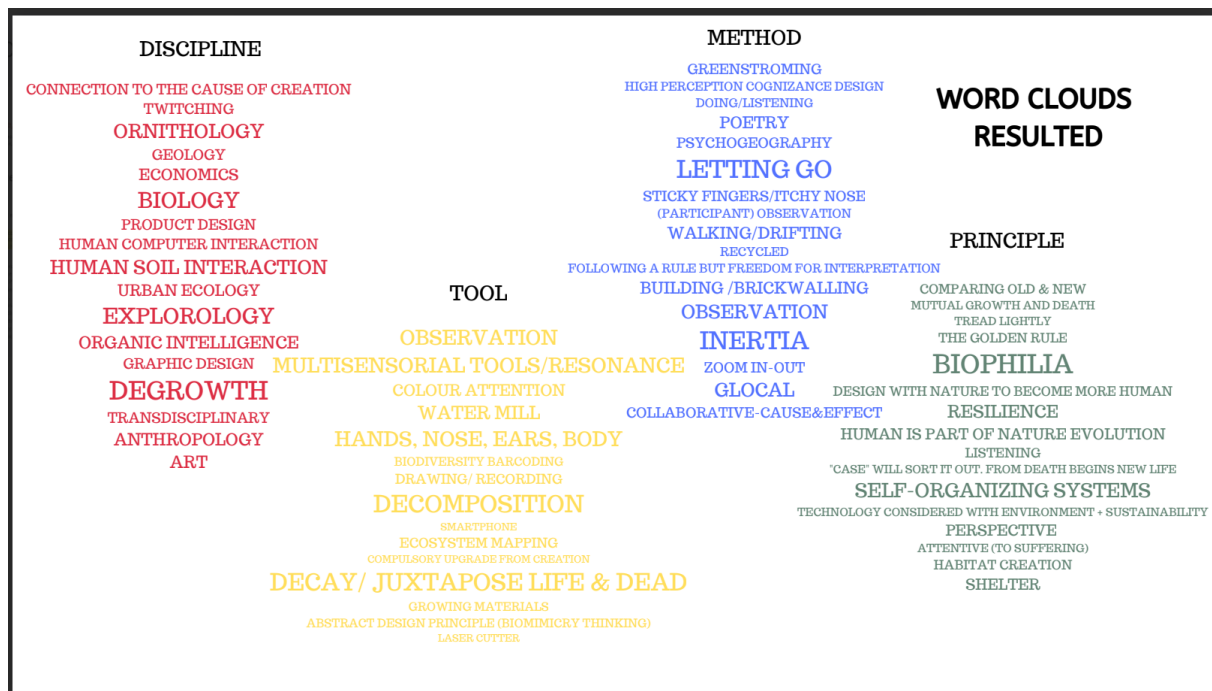 DISCIPLINE
CONNECTION TO THE CAUSE OF CREATION
TWITCHING
ORNITHOLOGY
GEOLOGY
ECONOMICS
BIOLOGY
PRODUCT DESIGN
HUMAN COMPUTER INTERACTION
HUMAN SOIL INTERACTION
URBAN ECOLOGY
EXPLOROLOGY
ORGANIC INTELLIGENCE
GRAPHIC DESIGN
DEGROWTH
TRANSDISCIPLINARY
ANTHROPOLOGY
ART
TOOL
OBSERVATION
MULTISENSORIAL TOOLS/RESONANCE
COLOUR ATTENTION
WATER MILL
HANDS, NOSE, EARS, BODY
BIODIVERSITY BARCODING
DRAWING/ RECORDING
DECOMPOSITION
SMARTPHONE
ECOSYSTEM MAPPING
COMPULSORY UPGRADE FROM CREATION
DECAY/ JUXTAPOSE LIFE & DEAD
GROWING MATERIALS
ABSTRACT DESIGN PRINCIPLE (BIOMIMICRY THINKING)
LASER CUTTER
METHOD
GREENSTROMING
HIGH PERCEPTION COGNIZANCE DESIGN
DOING/LISTENING
POETRY
PSYCHOGEOGRAPHY
LETTING GO
STICKY FINGERS/ITCHY NOSE
(PARTICIPANT) OBSERVATION
WALKING/DRIFTING
RECYCLED
FOLLOWING A RULE BUT FREEDOM FOR INTERPRETATION
BUILDING /BRICKWALLING
OBSERVATION
INERTIA
ZOOM IN-OUT
GLOCAL
COLLABORATIVE-CAUSE&EFFECT
WORD CLOUDS
RESULTED
PRINCIPLE
COMPARING OLD & NEW
MUTUAL GROWTH AND DEATH
TREAD LIGHTLY
THE GOLDEN RULE
BIOPHILIA
DESIGN WITH NATURE TO BECOME MORE HUMAN
RESILIENCE
HUMAN IS PART OF NATURE EVOLUTION
LISTENING
"CASE" WILL SORT IT OUT. FROM DEATH BEGINS NEW LIFE
SELF-ORGANIZING SYSTEMS
TECHNOLOGY CONSIDERED WITH ENVIRONMENT + SUSTAINABILITY
PERSPECTIVE
ATTENTIVE (TO SUFFERING)
HABITAT CREATION
SHELTER